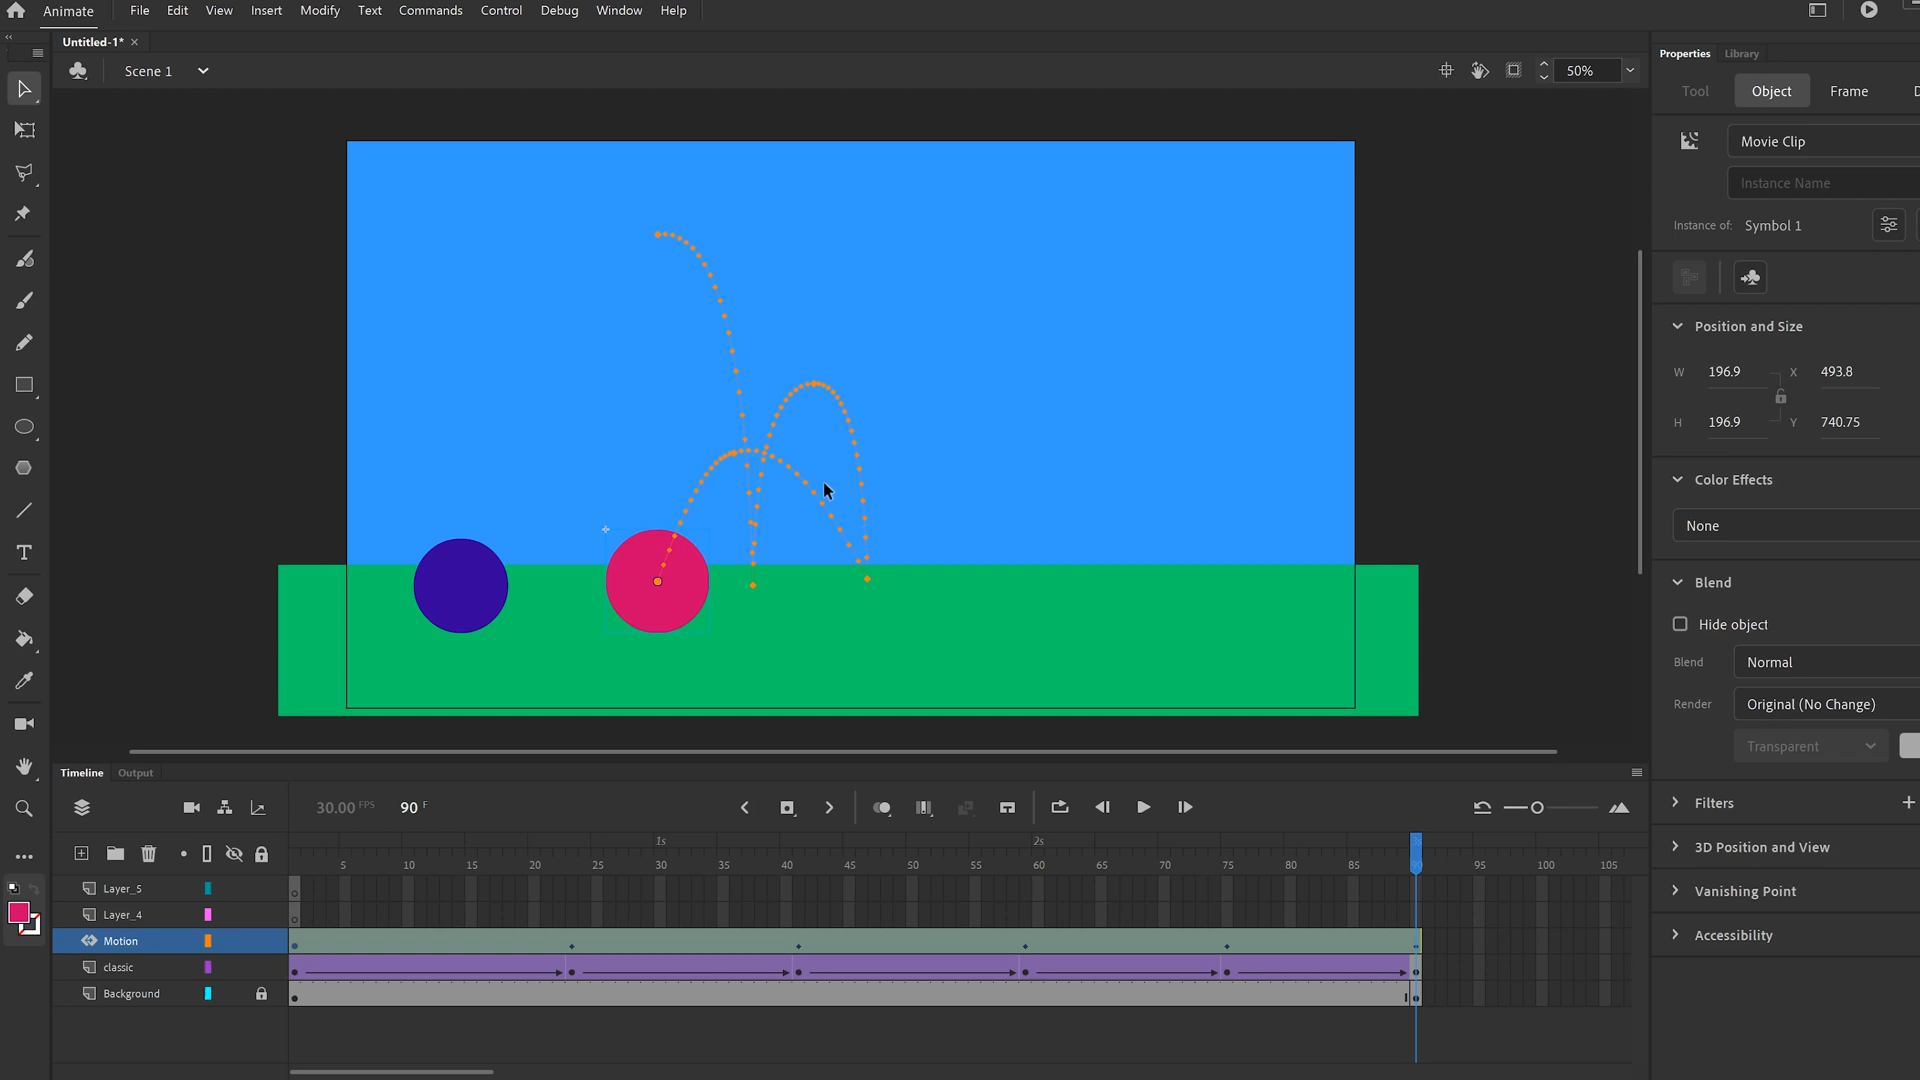 Animate File Edit View Insert Modify Text Commands Control Debug Window Help
Untitled-1*
Scene 1
50%
Properties Library
Tool Object Frame
Movie Clip
Instance Name
Instance of: Symbol 1
Position and Size
W 196.9 X 493.8
H 196.9 Y 740.75
Color Effects
None
Blend
Hide object
Blend Normal
Render Original (No Change)
Transparent
Filters
3D Position and View
Vanishing Point
Accessibility
Timeline Output
30.00 FPS 90 F
1s 2s 3s
5 10 15 20 25 30 35 40 45 50 55 60 65 70 75 80 85 90 95 100 105
Layer_5
Layer_4
Motion
classic
Background